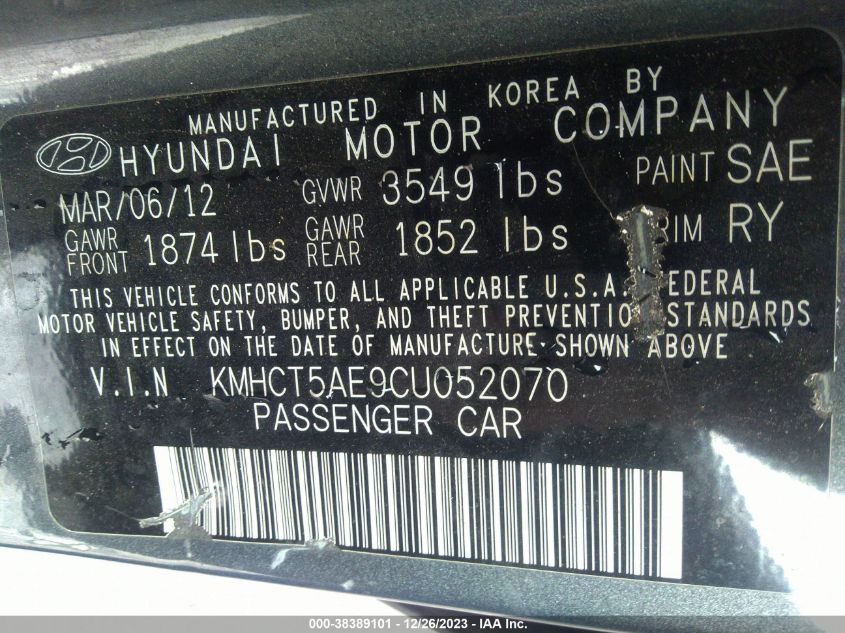 MANUFACTURED IN KOREA BY
HYUNDAI MOTOR COMPANY
MAR/06/12 GVWR 3549 lbs PAINT SAE
GAWR FRONT 1874 lbs GAWR REAR 1852 lbs RIM RY
THIS VEHICLE CONFORMS TO ALL APPLICABLE U.S.A. FEDERAL
MOTOR VEHICLE SAFETY, BUMPER, AND THEFT PREVENTION STANDARDS
IN EFFECT ON THE DATE OF MANUFACTURE SHOWN ABOVE
V.I.N KMHCT5AE9CU052070
PASSENGER CAR
000-38389101 - 12/26/2023 - IAA Inc.